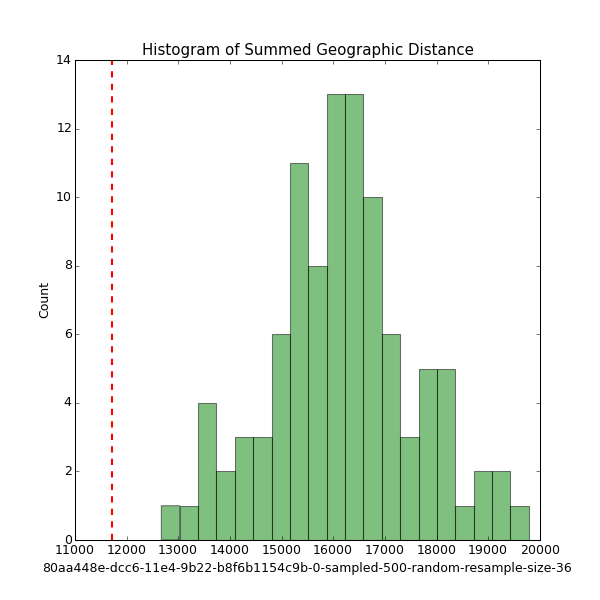 Histogram of Summed Geographic Distance
14
12
10
8
6
4
2
0
Count
11000 12000 13000 14000 15000 16000 17000 18000 19000 20000
80aa448e-dcc6-11e4-9b22-b8f6b1154c9b-0-sampled-500-random-resample-size-36